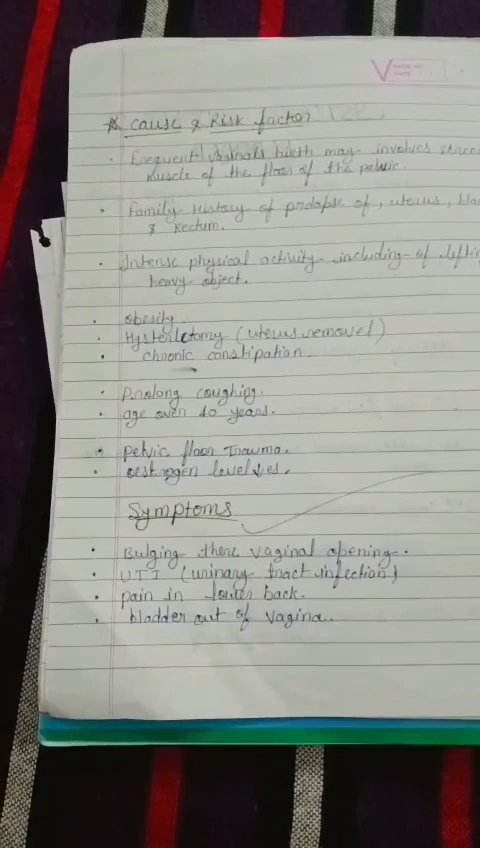 * Cause & Risk factor
• Frequent vaginals birth may involves
muscle of the floor of the pelvic.
• Family History of prolapse of, uterus,
& Rectum.
• Intense physical activity including of
heavy object.
• obesity.
• Hysterectomy (uterus removel)
• chronic constipation.
• Prolong coughing.
• age over 40 years.
• Pelvic floor Trauma.
• oestrogen level
Symptoms
• Bulging there vaginal opening.
• UTI (urinary tract infection)
• pain in lower back.
• bladder out of vagina..